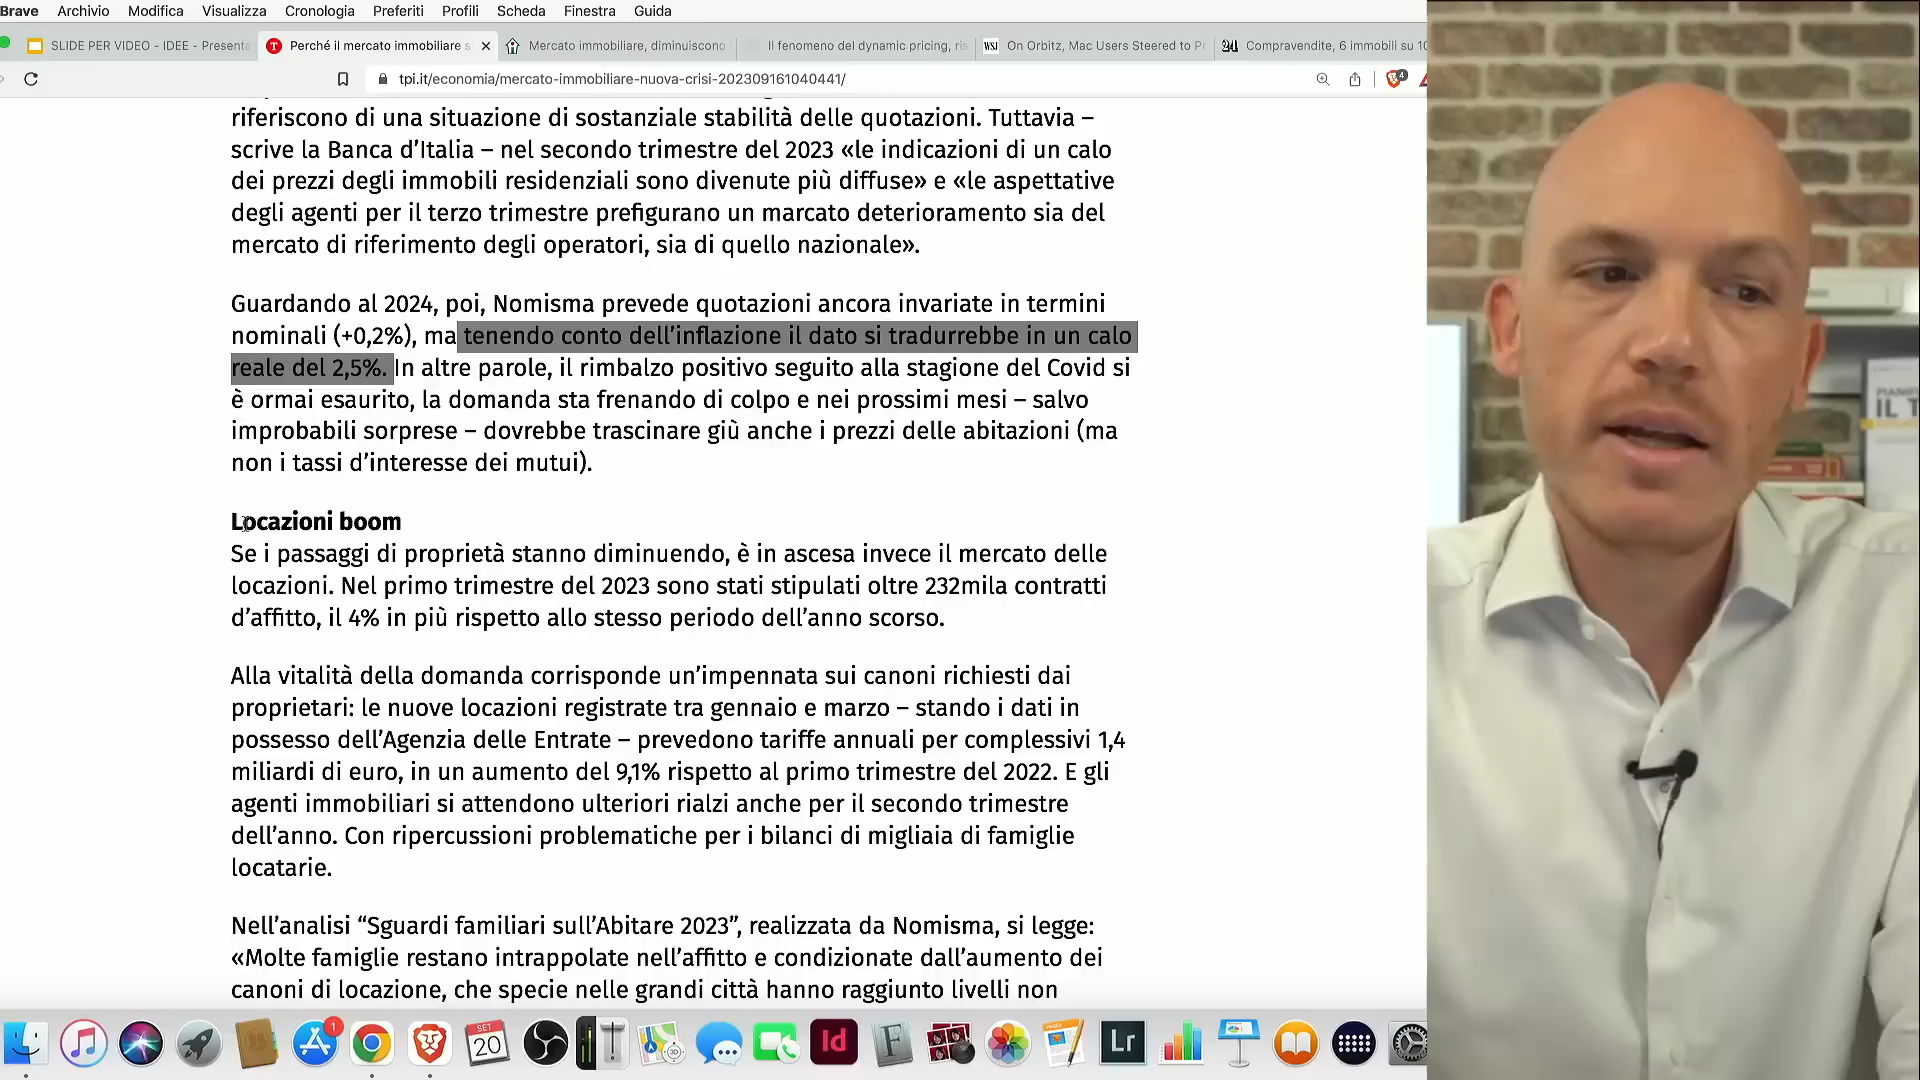 Brave Archivio Modifica Visualizza Cronologia Preferiti Profili Scheda Finestra Guida
SLIDE PER VIDEO - IDEE - Presenta Perché il mercato immobiliare s Mercato immobiliare, diminuiscono Il fenomeno del dynamic pricing, ris WSJ On Orbitz, Mac Users Steered to Pr 24 Compravendite, 6 immobili su 10
tpi.it/economia/mercato-immobiliare-nuova-crisi-202309161040441/ 4
riferiscono di una situazione di sostanziale stabilità delle quotazioni. Tuttavia –
scrive la Banca d’Italia – nel secondo trimestre del 2023 «le indicazioni di un calo
dei prezzi degli immobili residenziali sono divenute più diffuse» e «le aspettative
degli agenti per il terzo trimestre prefigurano un marcato deterioramento sia del
mercato di riferimento degli operatori, sia di quello nazionale».
Guardando al 2024, poi, Nomisma prevede quotazioni ancora invariate in termini
nominali (+0,2%), ma tenendo conto dell’inflazione il dato si tradurrebbe in un calo
reale del 2,5%. In altre parole, il rimbalzo positivo seguito alla stagione del Covid si
è ormai esaurito, la domanda sta frenando di colpo e nei prossimi mesi – salvo
improbabili sorprese – dovrebbe trascinare giù anche i prezzi delle abitazioni (ma
non i tassi d’interesse dei mutui).
Locazioni boom
Se i passaggi di proprietà stanno diminuendo, è in ascesa invece il mercato delle
locazioni. Nel primo trimestre del 2023 sono stati stipulati oltre 232mila contratti
d’affitto, il 4% in più rispetto allo stesso periodo dell’anno scorso.
Alla vitalità della domanda corrisponde un’impennata sui canoni richiesti dai
proprietari: le nuove locazioni registrate tra gennaio e marzo – stando i dati in
possesso dell’Agenzia delle Entrate – prevedono tariffe annuali per complessivi 1,4
miliardi di euro, in un aumento del 9,1% rispetto al primo trimestre del 2022. E gli
agenti immobiliari si attendono ulteriori rialzi anche per il secondo trimestre
dell’anno. Con ripercussioni problematiche per i bilanci di migliaia di famiglie
locatarie.
Nell’analisi “Sguardi familiari sull’Abitare 2023”, realizzata da Nomisma, si legge:
«Molte famiglie restano intrappolate nell’affitto e condizionate dall’aumento dei
canoni di locazione, che specie nelle grandi città hanno raggiunto livelli non
1
SET
20
3D
Id
F
PAGES
Lr
IL T